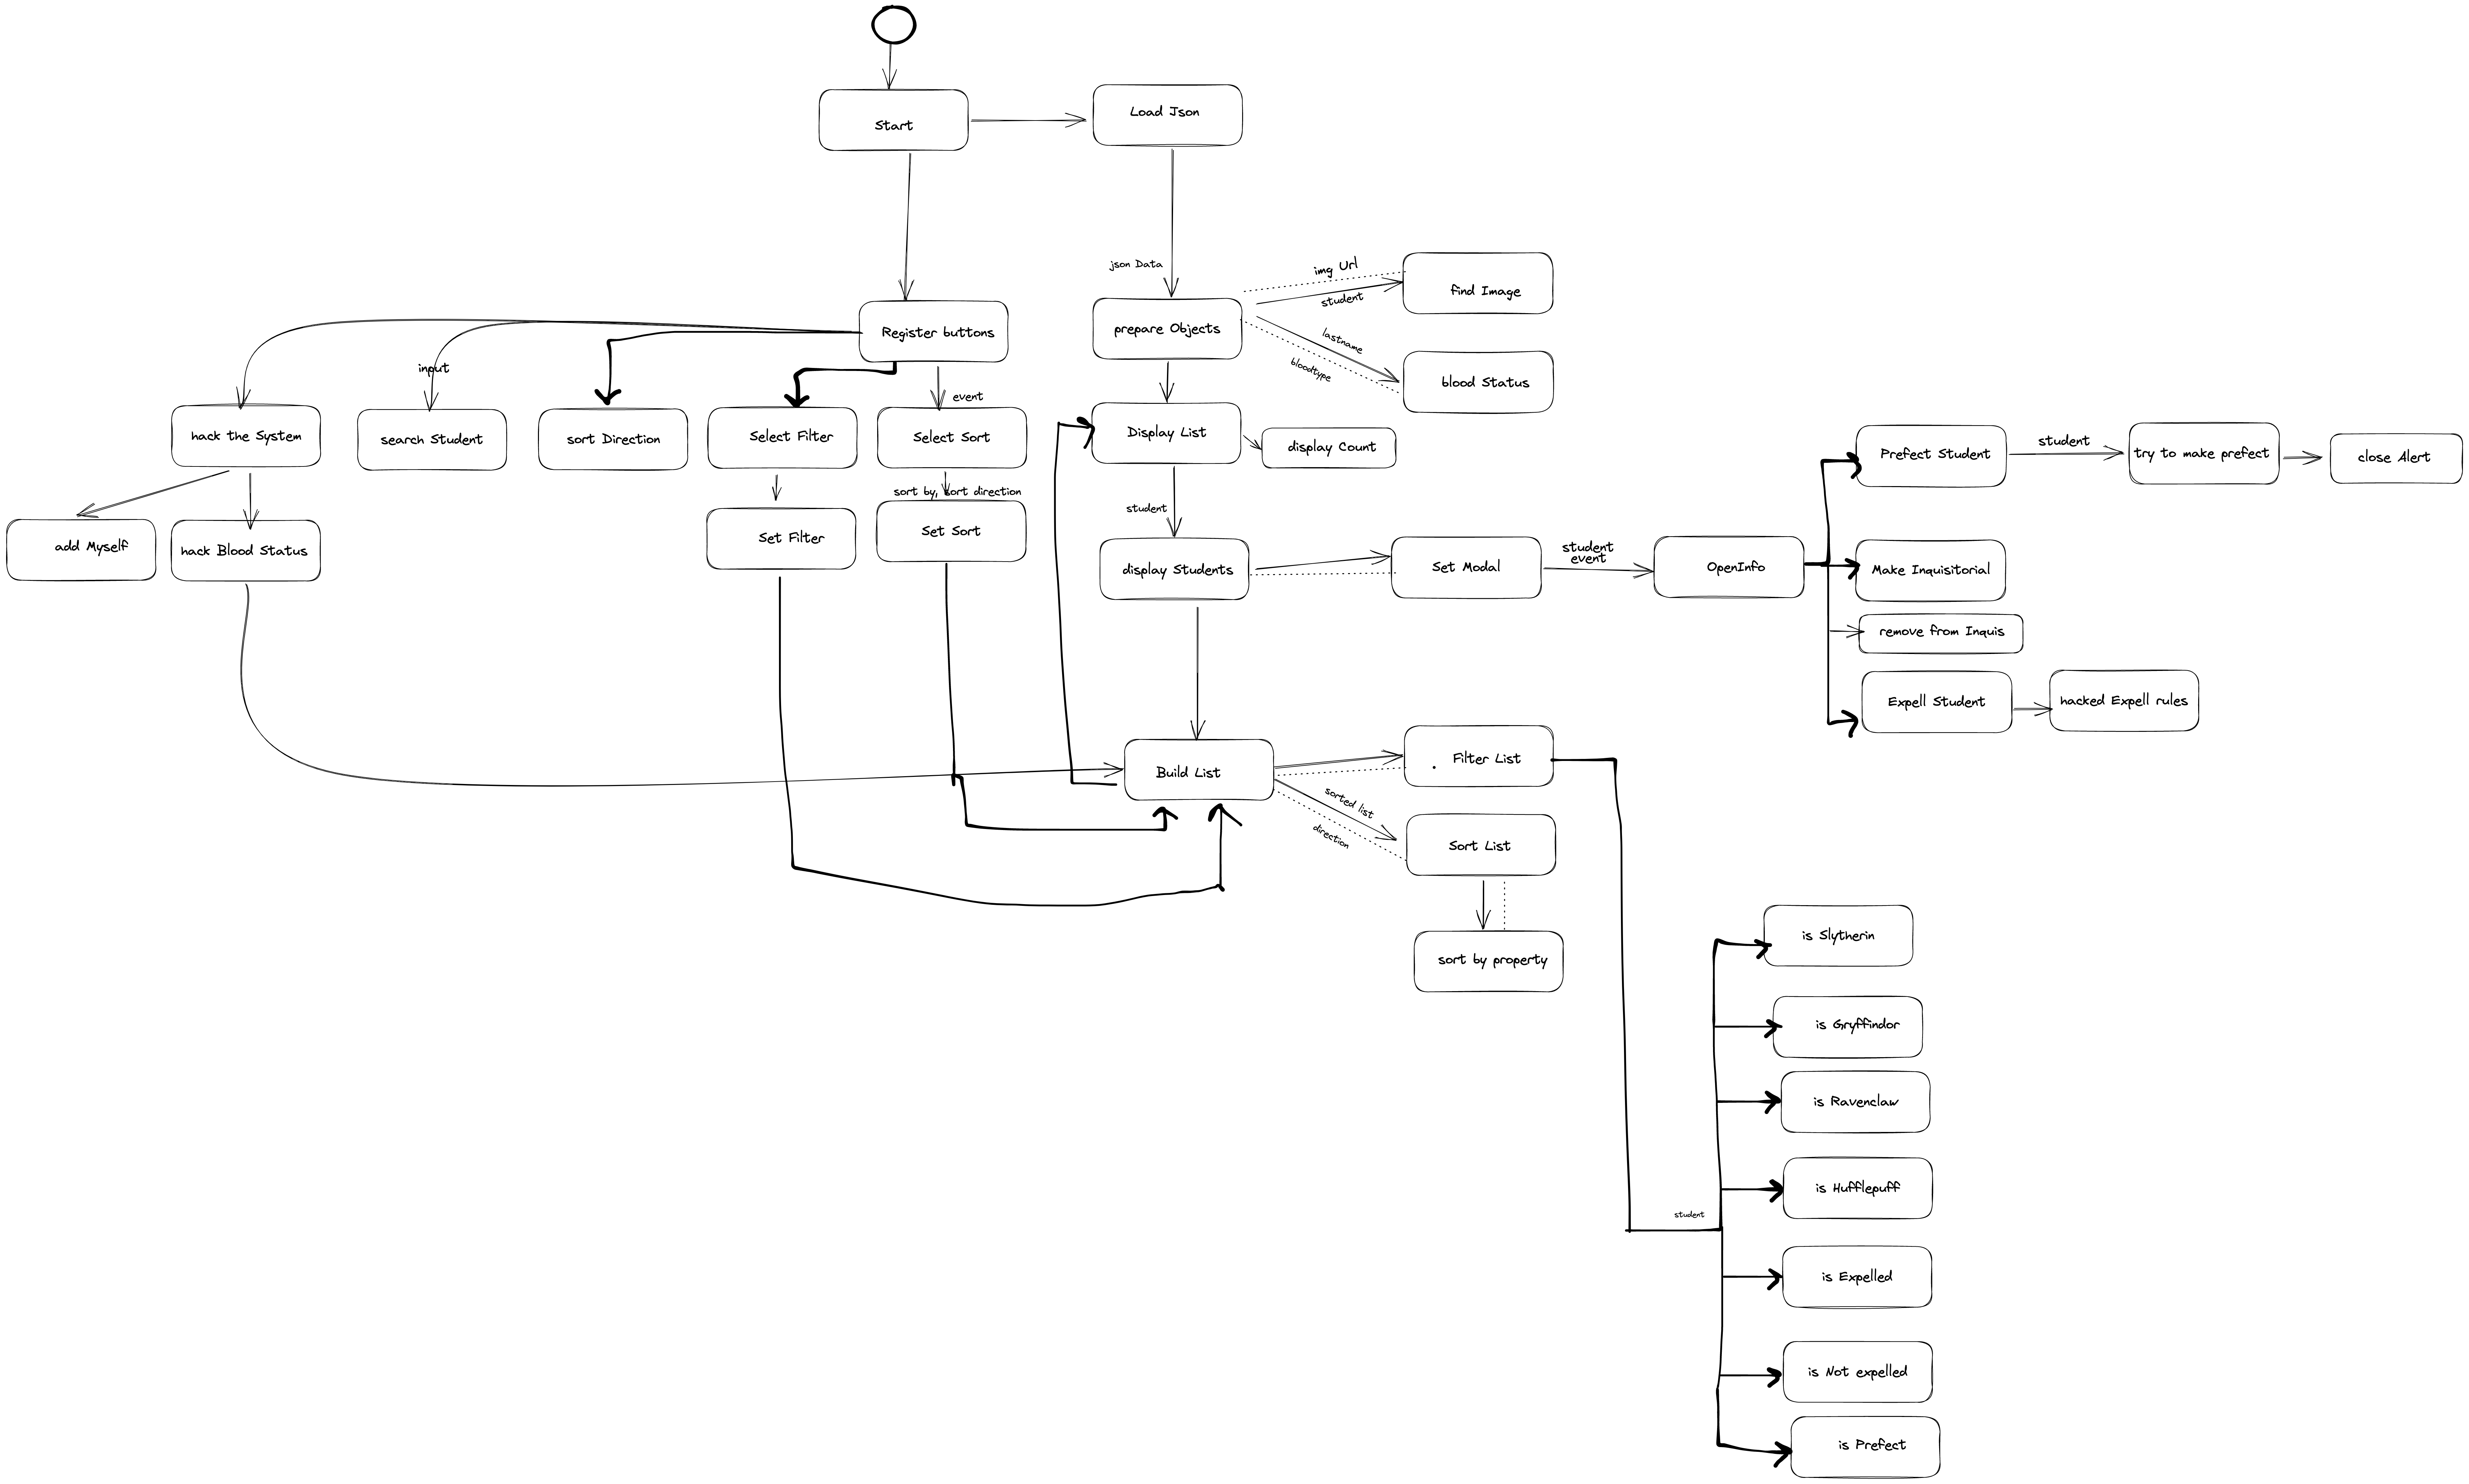 Start
Load Json
json Data
img Url
student
find Image
Register buttons
prepare Objects
lastname
bloodtype
blood Status
input
event
hack the System
search Student
sort Direction
Select Filter
Select Sort
Display List
display Count
Prefect Student
student
try to make prefect
close Alert
sort by, sort direction
student
add Myself
hack Blood Status
Set Filter
Set Sort
display Students
Set Modal
student
event
OpenInfo
Make Inquisitorial
remove from Inquis
Expell Student
hacked Expell rules
Build List
Filter List
sorted list
direction
Sort List
sort by property
is Slytherin
is Gryffindor
is Ravenclaw
is Hufflepuff
student
is Expelled
is Not expelled
is Prefect